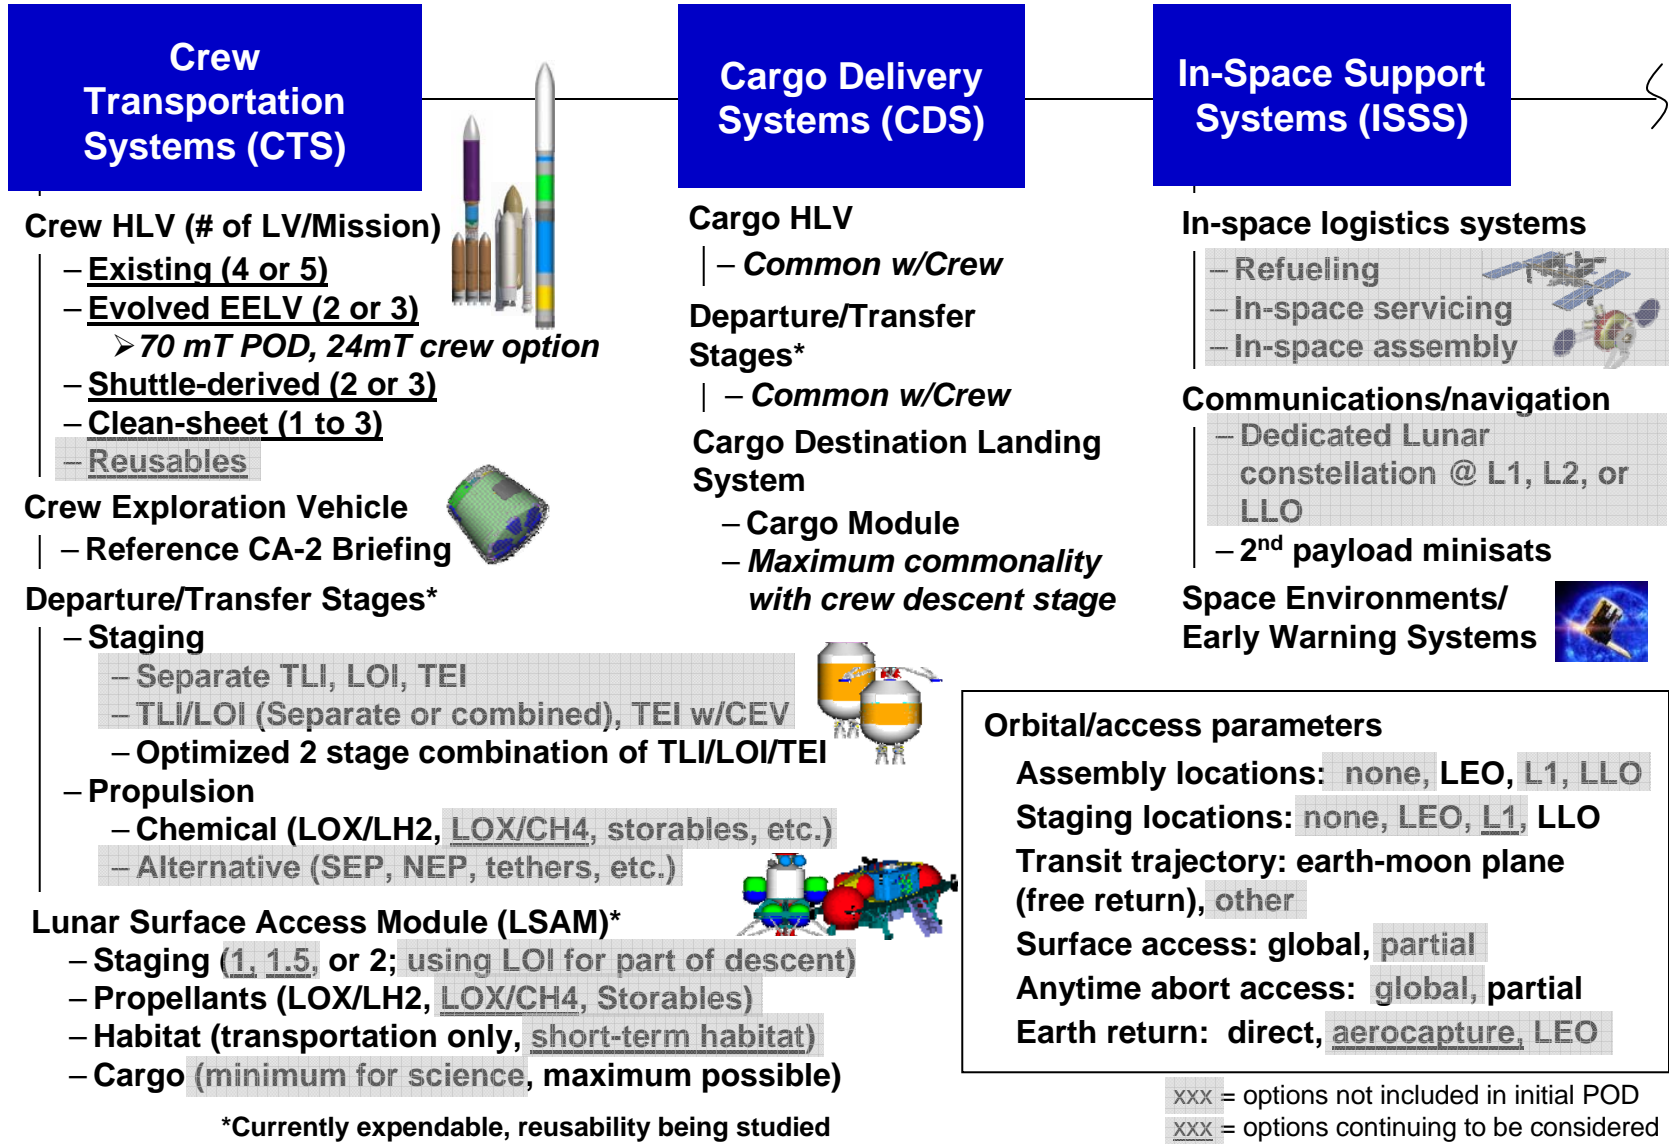 Crew
Transportation
Systems (CTS)
Crew HLV (# of LV/Mission)
– Existing (4 or 5)
– Evolved EELV (2 or 3)
➢ 70 mT POD, 24mT crew option
– Shuttle-derived (2 or 3)
– Clean-sheet (1 to 3)
– Reusables
Crew Exploration Vehicle
– Reference CA-2 Briefing
Departure/Transfer Stages*
– Staging
– Separate TLI, LOI, TEI
– TLI/LOI (Separate or combined), TEI w/CEV
– Optimized 2 stage combination of TLI/LOI/TEI
– Propulsion
– Chemical (LOX/LH2, LOX/CH4, storables, etc.)
– Alternative (SEP, NEP, tethers, etc.)
Lunar Surface Access Module (LSAM)*
– Staging (1, 1.5, or 2; using LOI for part of descent)
– Propellants (LOX/LH2, LOX/CH4, Storables)
– Habitat (transportation only, short-term habitat)
– Cargo (minimum for science, maximum possible)
*Currently expendable, reusability being studied
Cargo Delivery
Systems (CDS)
Cargo HLV
– Common w/Crew
Departure/Transfer
Stages*
– Common w/Crew
Cargo Destination Landing
System
– Cargo Module
– Maximum commonality
with crew descent stage
In-Space Support
Systems (ISSS)
In-space logistics systems
– Refueling
– In-space servicing
– In-space assembly
Communications/navigation
– Dedicated Lunar
constellation @ L1, L2, or
LLO
– 2nd payload minisats
Space Environments/
Early Warning Systems
Orbital/access parameters
Assembly locations: none, LEO, L1, LLO
Staging locations: none, LEO, L1, LLO
Transit trajectory: earth-moon plane
(free return), other
Surface access: global, partial
Anytime abort access: global, partial
Earth return: direct, aerocapture, LEO
xxx = options not included in initial POD
xxx = options continuing to be considered